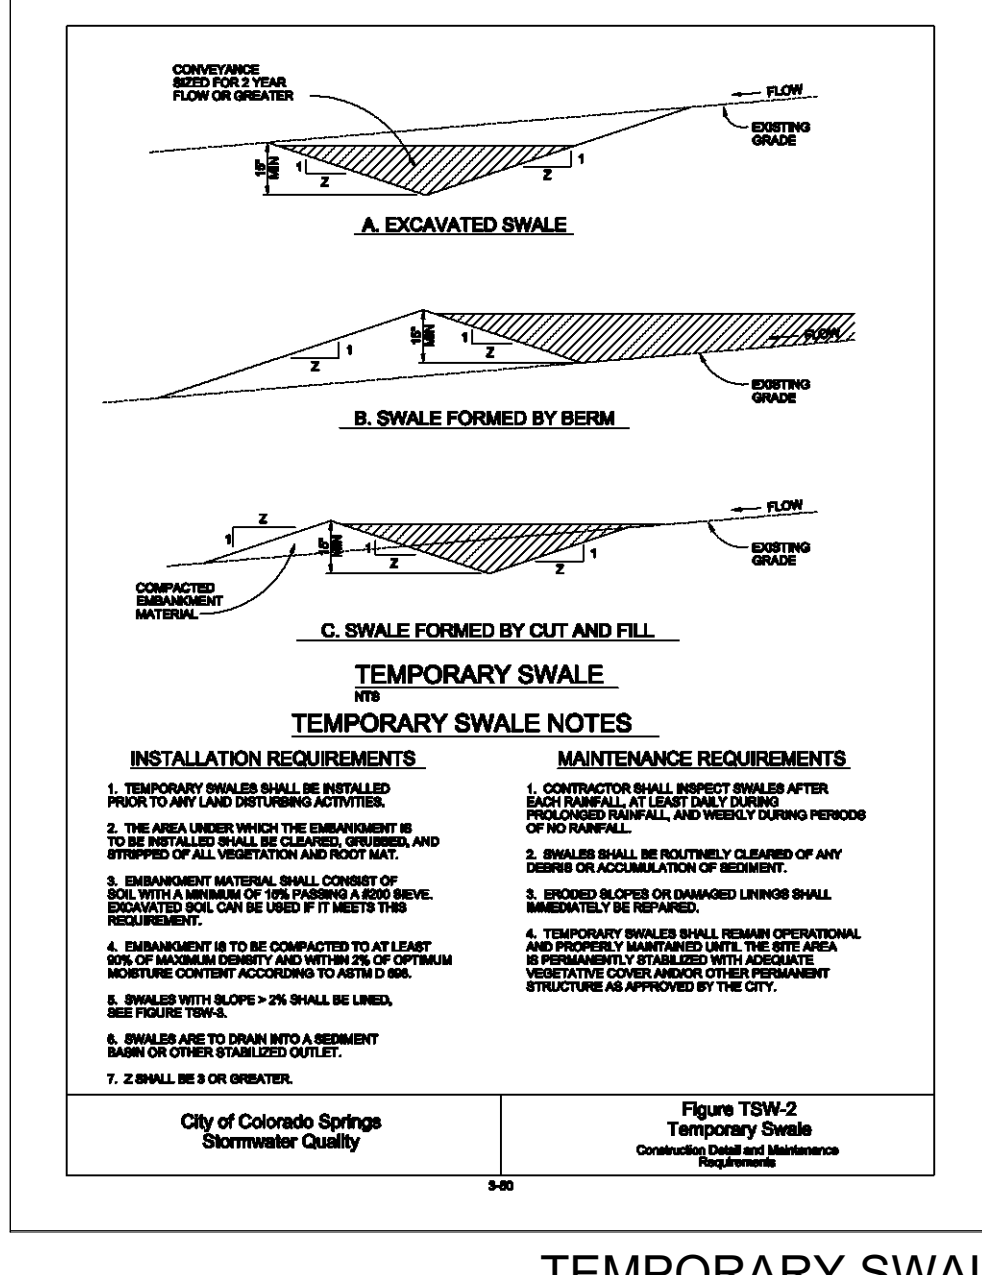 CONVEYANCE
SIZED FOR 2 YEAR
FLOW OR GREATER
FLOW
EXISTING
GRADE
15"
MIN
1
Z
Z
1
A. EXCAVATED SWALE
15"
MIN
1
Z
1
Z
FLOW
EXISTING
GRADE
B. SWALE FORMED BY BERM
FLOW
Z
1
15"
MIN
1
Z
1
Z
EXISTING
GRADE
COMPACTED
EMBANKMENT
MATERIAL
C. SWALE FORMED BY CUT AND FILL
TEMPORARY SWALE
NTS
TEMPORARY SWALE NOTES
INSTALLATION REQUIREMENTS
1. TEMPORARY SWALES SHALL BE INSTALLED
PRIOR TO ANY LAND DISTURBING ACTIVITIES.
2. THE AREA UNDER WHICH THE EMBANKMENT IS
TO BE INSTALLED SHALL BE CLEARED, GRUBBED, AND
STRIPPED OF ALL VEGETATION AND ROOT MAT.
3. EMBANKMENT MATERIAL SHALL CONSIST OF
SOIL WITH A MINIMUM OF 15% PASSING A #200 SIEVE.
EXCAVATED SOIL CAN BE USED IF IT MEETS THIS
REQUIREMENT.
4. EMBANKMENT IS TO BE COMPACTED TO AT LEAST
90% OF MAXIMUM DENSITY AND WITHIN 2% OF OPTIMUM
MOISTURE CONTENT ACCORDING TO ASTM D 698.
5. SWALES WITH SLOPE > 2% SHALL BE LINED,
SEE FIGURE TSW-3.
6. SWALES ARE TO DRAIN INTO A SEDIMENT
BASIN OR OTHER STABILIZED OUTLET.
7. Z SHALL BE 3 OR GREATER.
MAINTENANCE REQUIREMENTS
1. CONTRACTOR SHALL INSPECT SWALES AFTER
EACH RAINFALL, AT LEAST DAILY DURING
PROLONGED RAINFALL, AND WEEKLY DURING PERIODS
OF NO RAINFALL.
2. SWALES SHALL BE ROUTINELY CLEARED OF ANY
DEBRIS OR ACCUMULATION OF SEDIMENT.
3. ERODED SLOPES OR DAMAGED LININGS SHALL
IMMEDIATELY BE REPAIRED.
4. TEMPORARY SWALES SHALL REMAIN OPERATIONAL
AND PROPERLY MAINTAINED UNTIL THE SITE AREA
IS PERMANENTLY STABILIZED WITH ADEQUATE
VEGETATIVE COVER AND/OR OTHER PERMANENT
STRUCTURE AS APPROVED BY THE CITY.
City of Colorado Springs
Stormwater Quality
Figure TSW-2
Temporary Swale
Construction Detail and Maintenance
Requirements
3-50
TEMPORARY SWAL